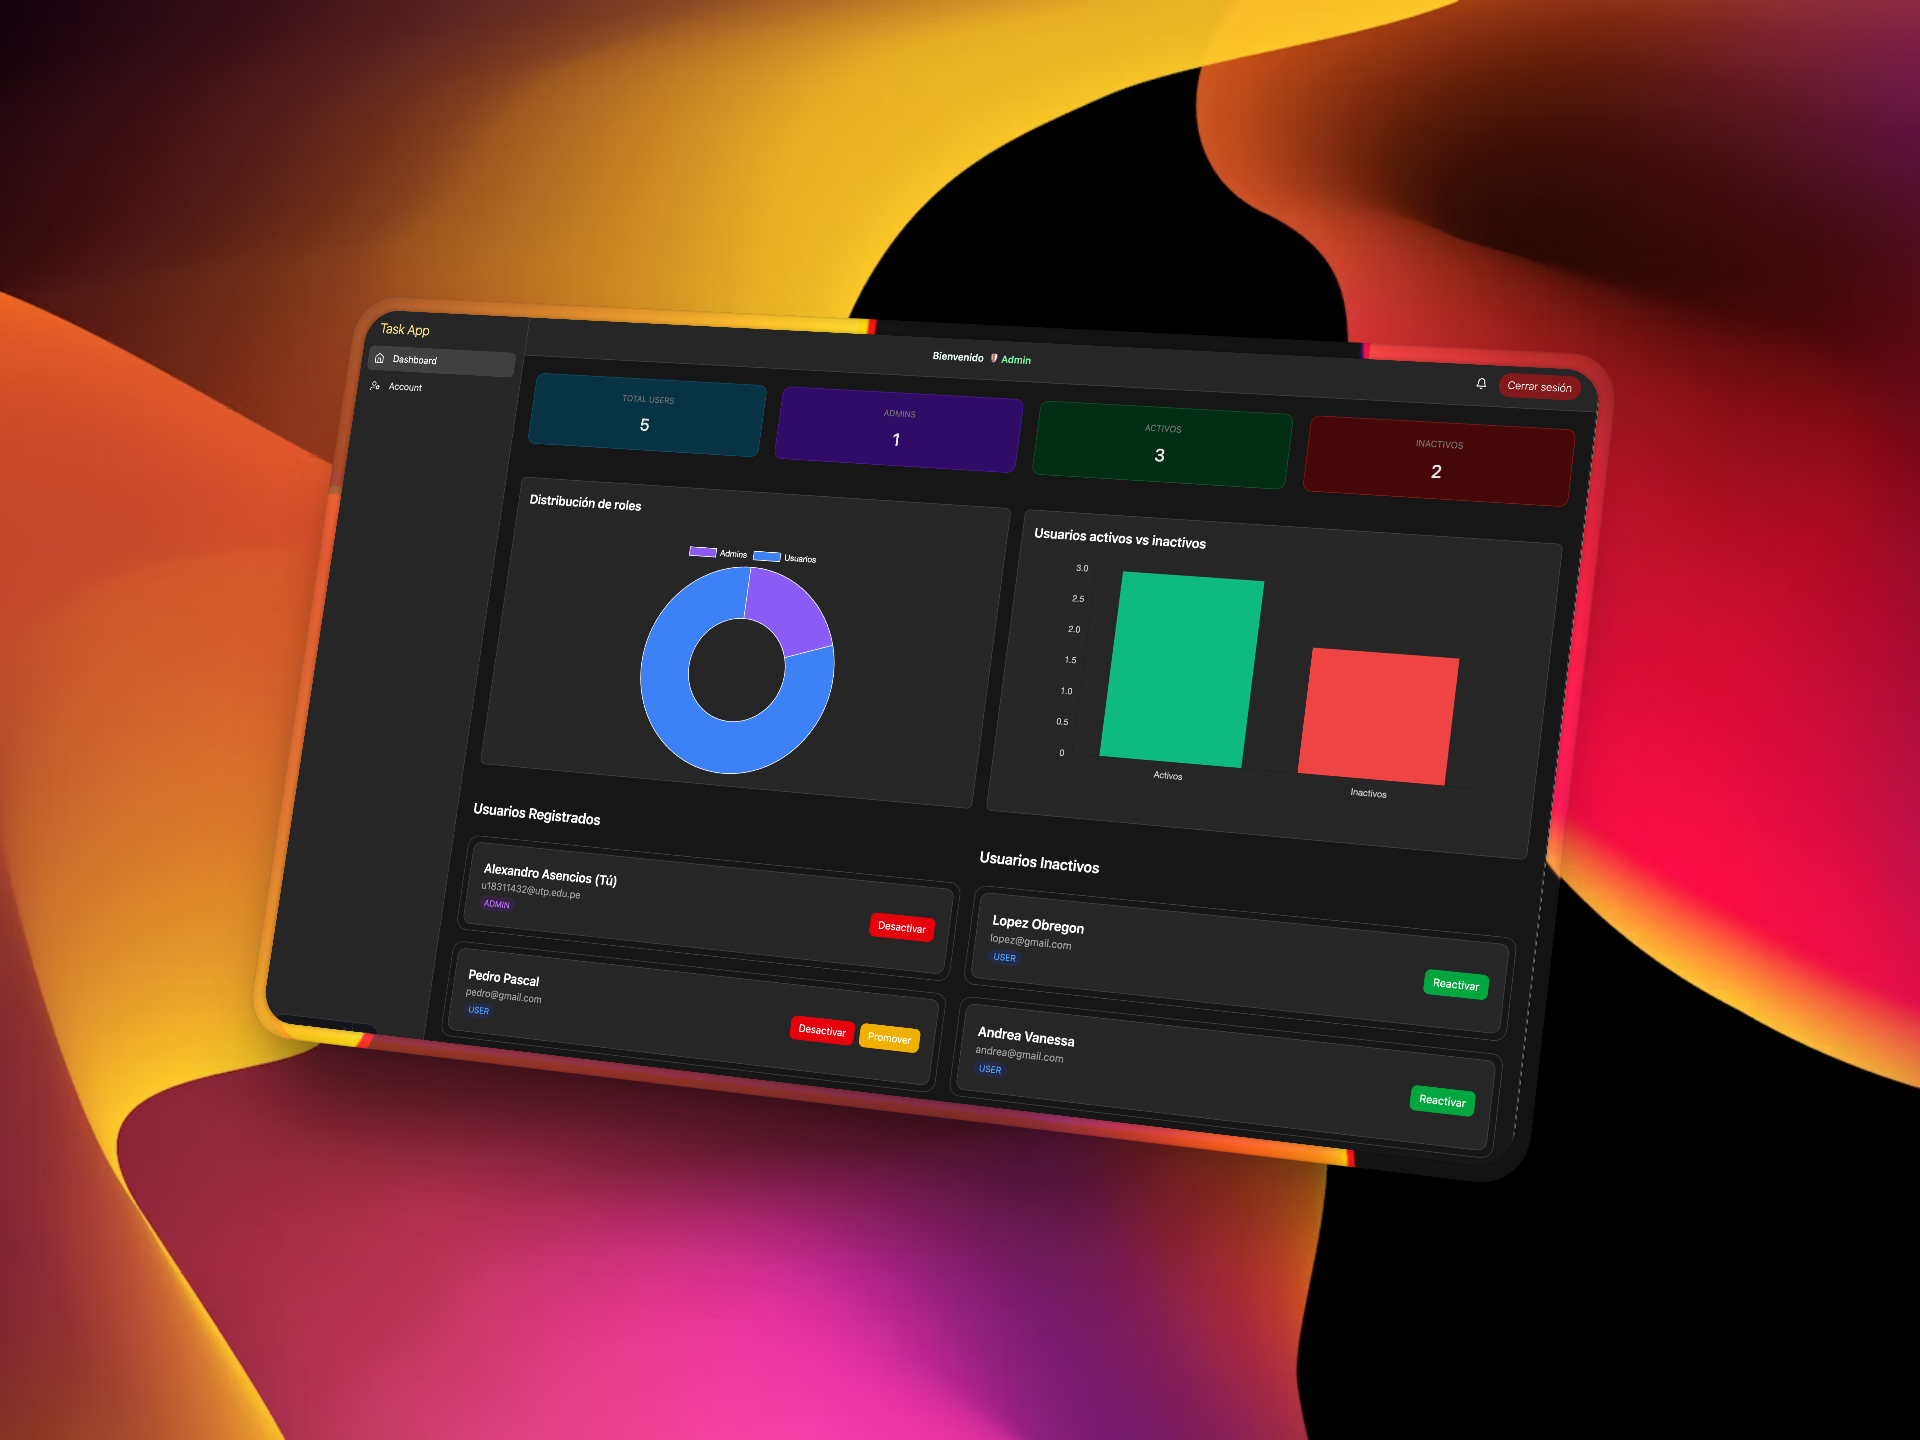 Task App
Dashboard
Account
Bienvenido Admin
Cerrar sesión
TOTAL USERS
5
ADMINS
1
ACTIVOS
3
INACTIVOS
2
Distribución de roles
Admins
Usuarios
Usuarios activos vs inactivos
3.0
2.5
2.0
1.5
1.0
0.5
0
Activos
Inactivos
Usuarios Registrados
Alexandro Asencios (Tú)
u18311432@utp.edu.pe
ADMIN
Desactivar
Pedro Pascal
pedro@gmail.com
USER
Desactivar
Promover
Usuarios Inactivos
Lopez Obregon
lopez@gmail.com
USER
Reactivar
Andrea Vanessa
andrea@gmail.com
USER
Reactivar